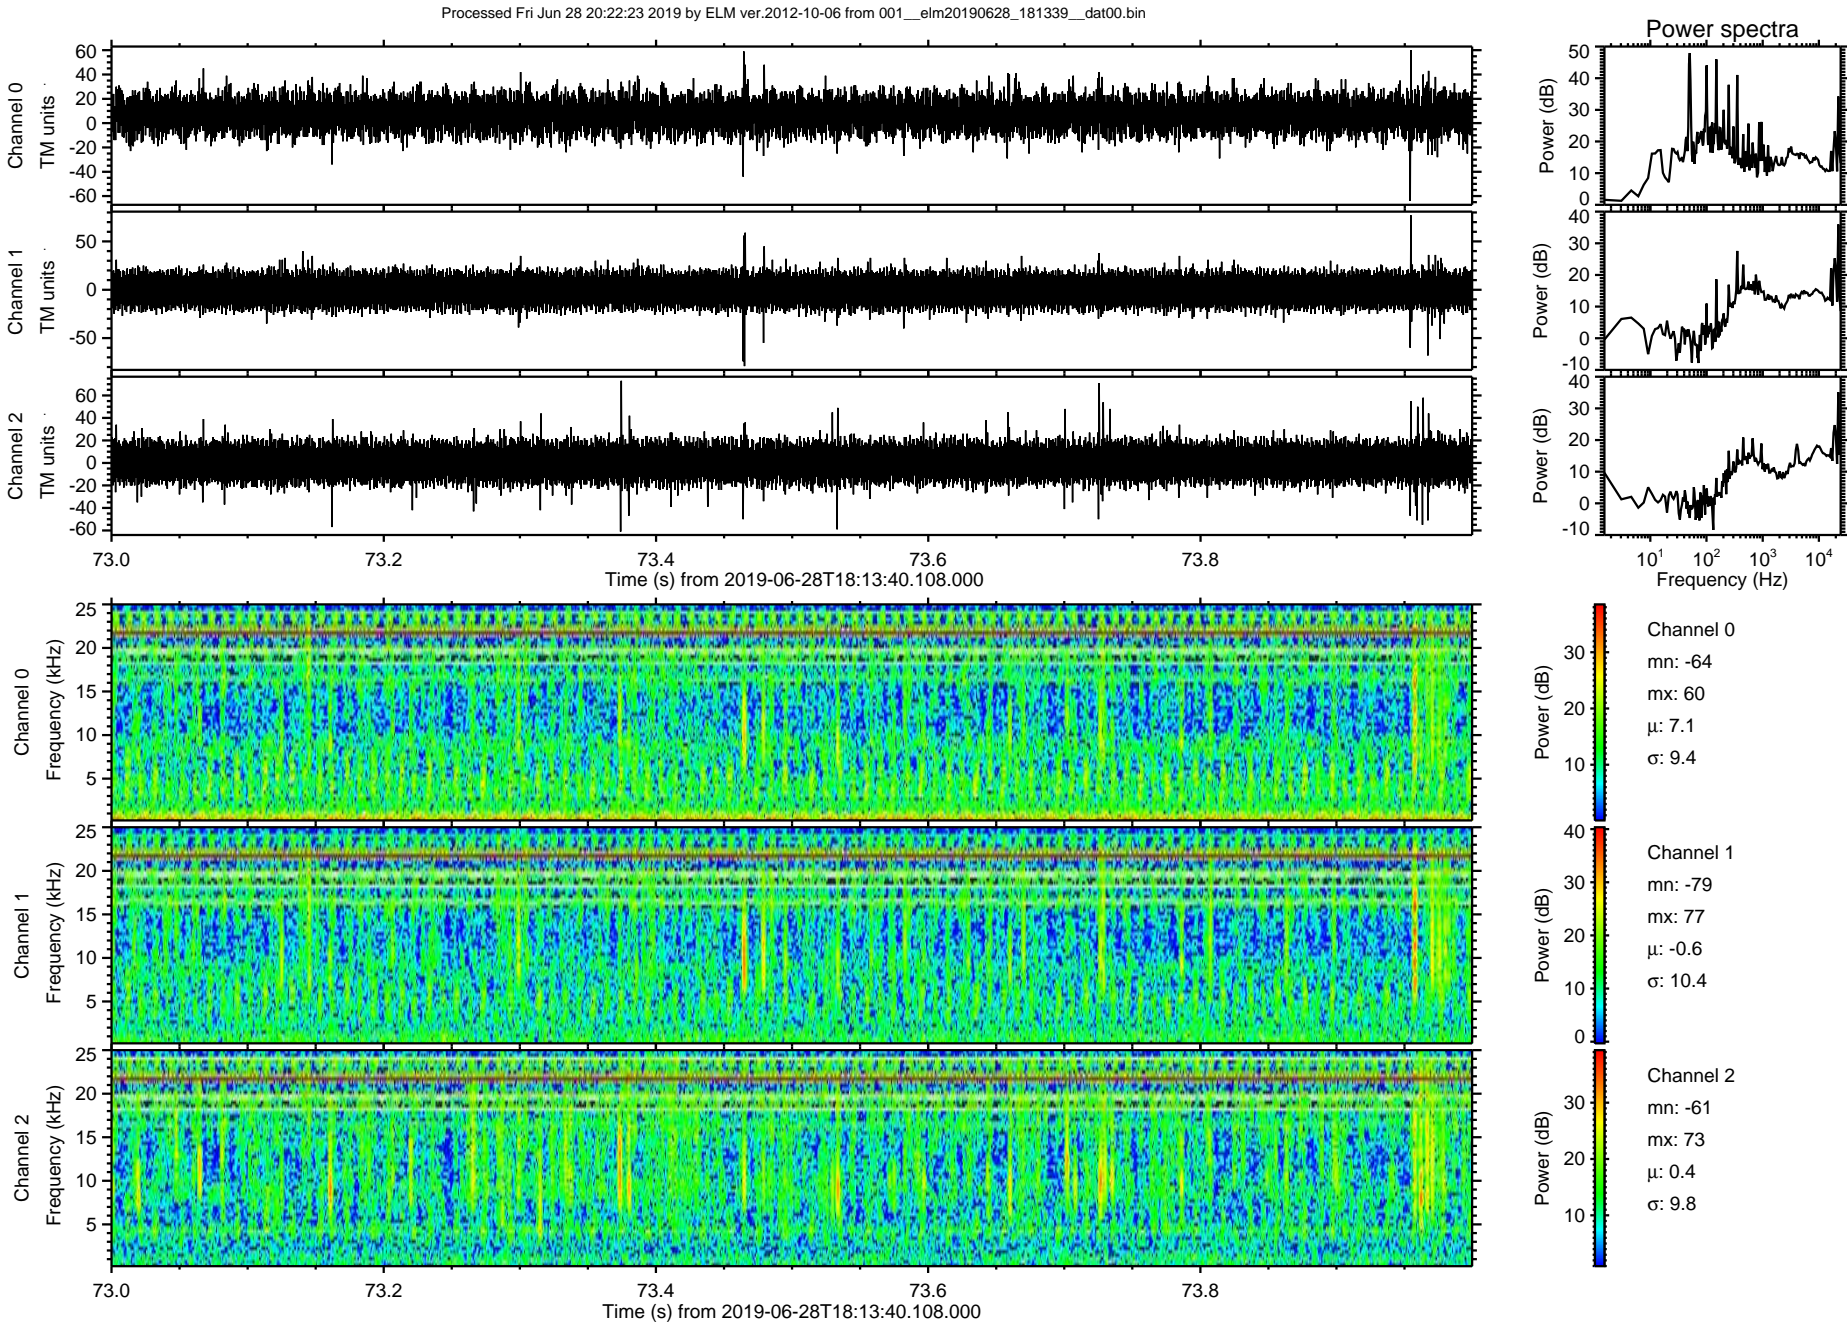 Processed Fri Jun 28 20:22:23 2019 by ELM ver.2012-10-06 from 001__elm20190628_181339__dat00.bin
Power spectra
Channel 0
TM units
60
40
20
0
-20
-40
-60
Power (dB)
50
40
30
20
10
0
Channel 1
TM units
50
0
-50
Power (dB)
40
30
20
10
0
-10
Channel 2
TM units
60
40
20
0
-20
-40
-60
Power (dB)
40
30
20
10
0
-10
73.0 73.2 73.4 73.6 73.8
Time (s) from 2019-06-28T18:13:40.108.000
10^1 10^2 10^3 10^4
Frequency (Hz)
Channel 0
Frequency (kHz)
25
20
15
10
5
Power (dB)
30
20
10
Channel 0
mn: -64
mx: 60
μ: 7.1
σ: 9.4
Channel 1
Frequency (kHz)
25
20
15
10
5
Power (dB)
40
30
20
10
0
Channel 1
mn: -79
mx: 77
μ: -0.6
σ: 10.4
Channel 2
Frequency (kHz)
25
20
15
10
5
Power (dB)
30
20
10
Channel 2
mn: -61
mx: 73
μ: 0.4
σ: 9.8
73.0 73.2 73.4 73.6 73.8
Time (s) from 2019-06-28T18:13:40.108.000